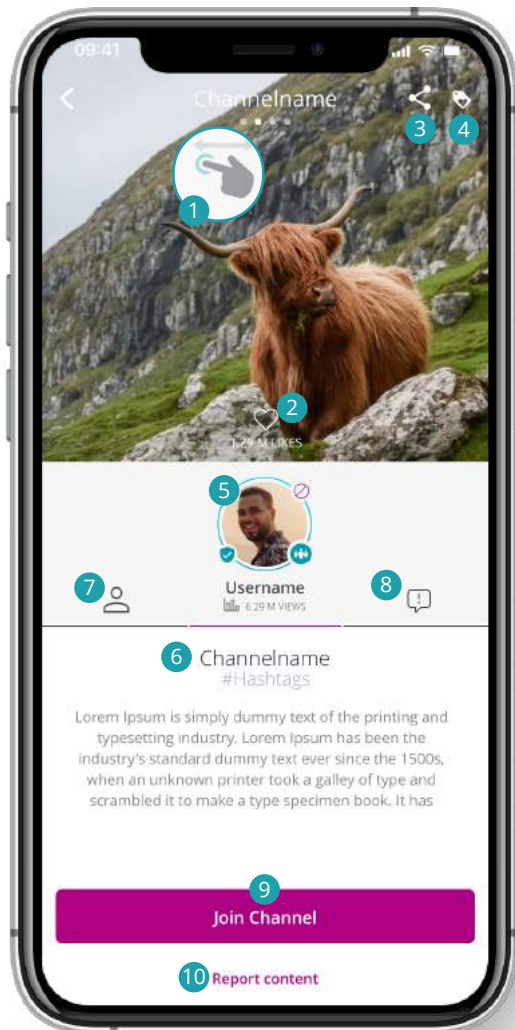 09:41
Channelname
3
4
1
2
1.29 M LIKES
5
7
8
Username
6.29 M VIEWS
6
Channelname
#Hashtags
Lorem Ipsum is simply dummy text of the printing and
typesetting industry. Lorem Ipsum has been the
industry's standard dummy text ever since the 1500s,
when an unknown printer took a galley of type and
scrambled it to make a type specimen book. It has
9
Join Channel
10
Report content